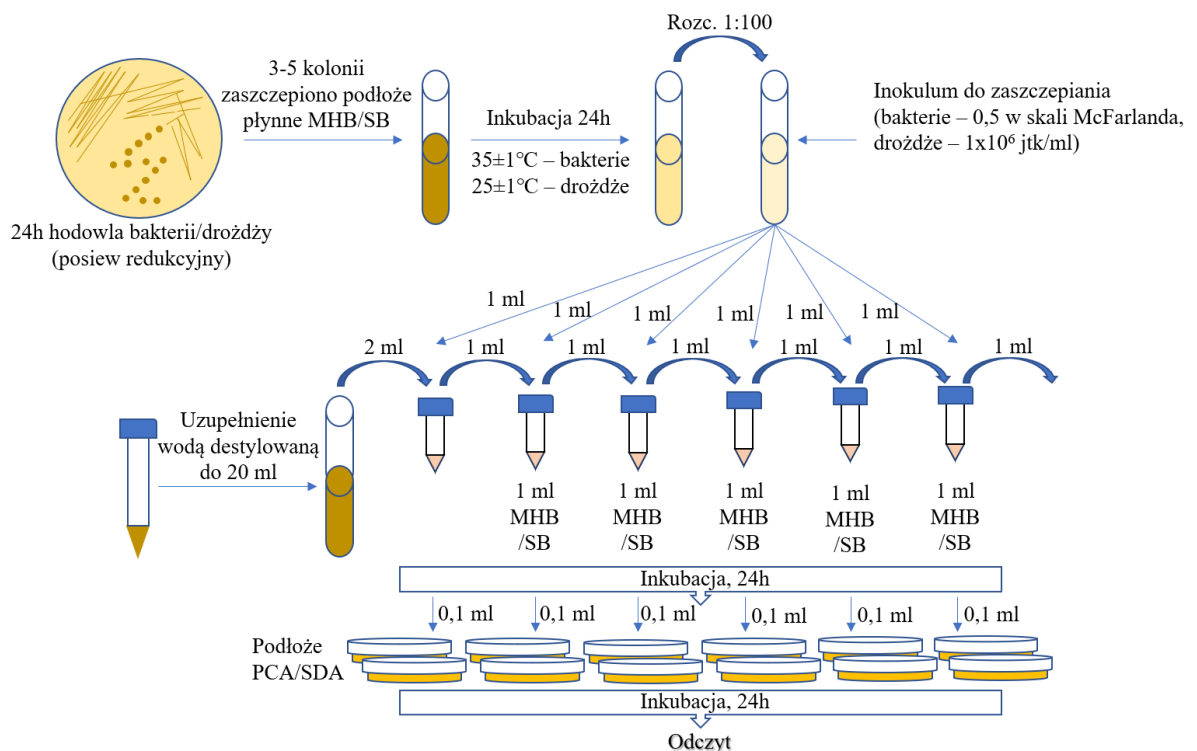 Rozc. 1:100
3-5 kolonii
zaszczepiono podłoże
płynne MHB/SB
Inkubacja 24h
35±1°C – bakterie
25±1°C – drożdże
Inokulum do zaszczepiania
(bakterie – 0,5 w skali McFarlanda,
drożdże – 1x10⁶ jtk/ml)
24h hodowla bakterii/drożdży
(posiew redukcyjny)
1 ml
1 ml
1 ml
1 ml
1 ml
1 ml
2 ml
1 ml
1 ml
1 ml
1 ml
1 ml
1 ml
Uzupełnienie
wodą destylowaną
do 20 ml
1 ml
MHB
/SB
1 ml
MHB
/SB
1 ml
MHB
/SB
1 ml
MHB
/SB
1 ml
MHB
/SB
Inkubacja, 24h
0,1 ml
0,1 ml
0,1 ml
0,1 ml
0,1 ml
0,1 ml
Podłoże
PCA/SDA
Inkubacja, 24h
Odczyt